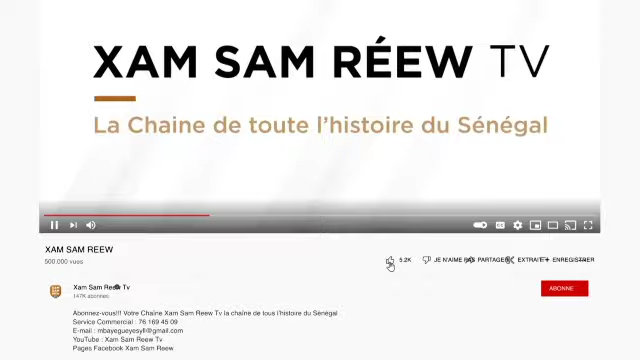 XAM SAM RÉEW TV
La Chaine de toute l'histoire du Sénégal
XAM SAM REEW
500.000 vues
5.2K JE N'AIME PAS PARTAGER EXTRAIT ENREGISTRER
Xam Sam Reew Tv
147K abonnés
ABONNE
Abonnez-vous!!! Votre Chaine Xam Sam Reew Tv la chaîne de tous l'histoire du Sénégal
Service Commercial : 76 169 45 09
E-mail : mbayegueyesyll@gmail.com
YouTube : Xam Sam Reew Tv
Pages Facebook Xam Sam Reew